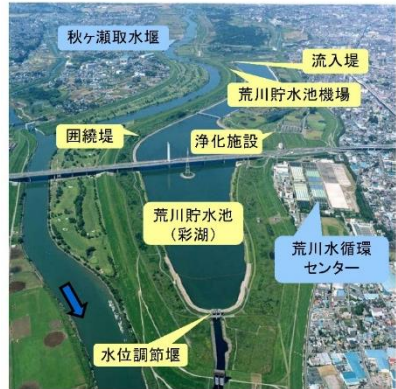 秋ヶ瀬取水堰
流入堤
荒川貯水池機場
囲繞堤
浄化施設
荒川貯水池
(彩湖)
荒川水循環
センター
水位調節堰